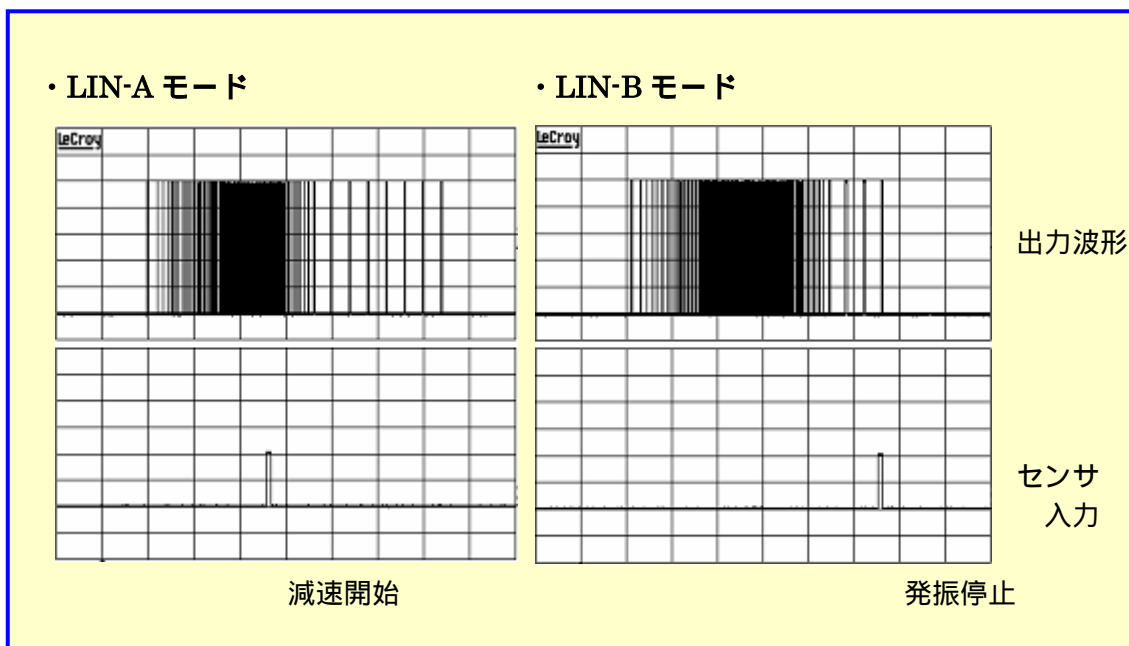 ・LIN-A モード
・LIN-B モード
LeCroy
LeCroy
出力波形
センサ
入力
減速開始
発振停止